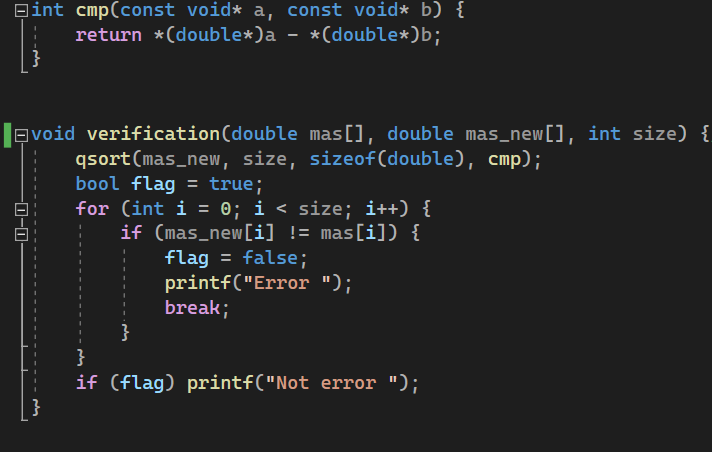 int cmp(const void* a, const void* b) {
    return *(double*)a - *(double*)b;
}
void verification(double mas[], double mas_new[], int size) {
    qsort(mas_new, size, sizeof(double), cmp);
    bool flag = true;
    for (int i = 0; i < size; i++) {
        if (mas_new[i] != mas[i]) {
            flag = false;
            printf("Error ");
            break;
        }
    }
    if (flag) printf("Not error ");
}